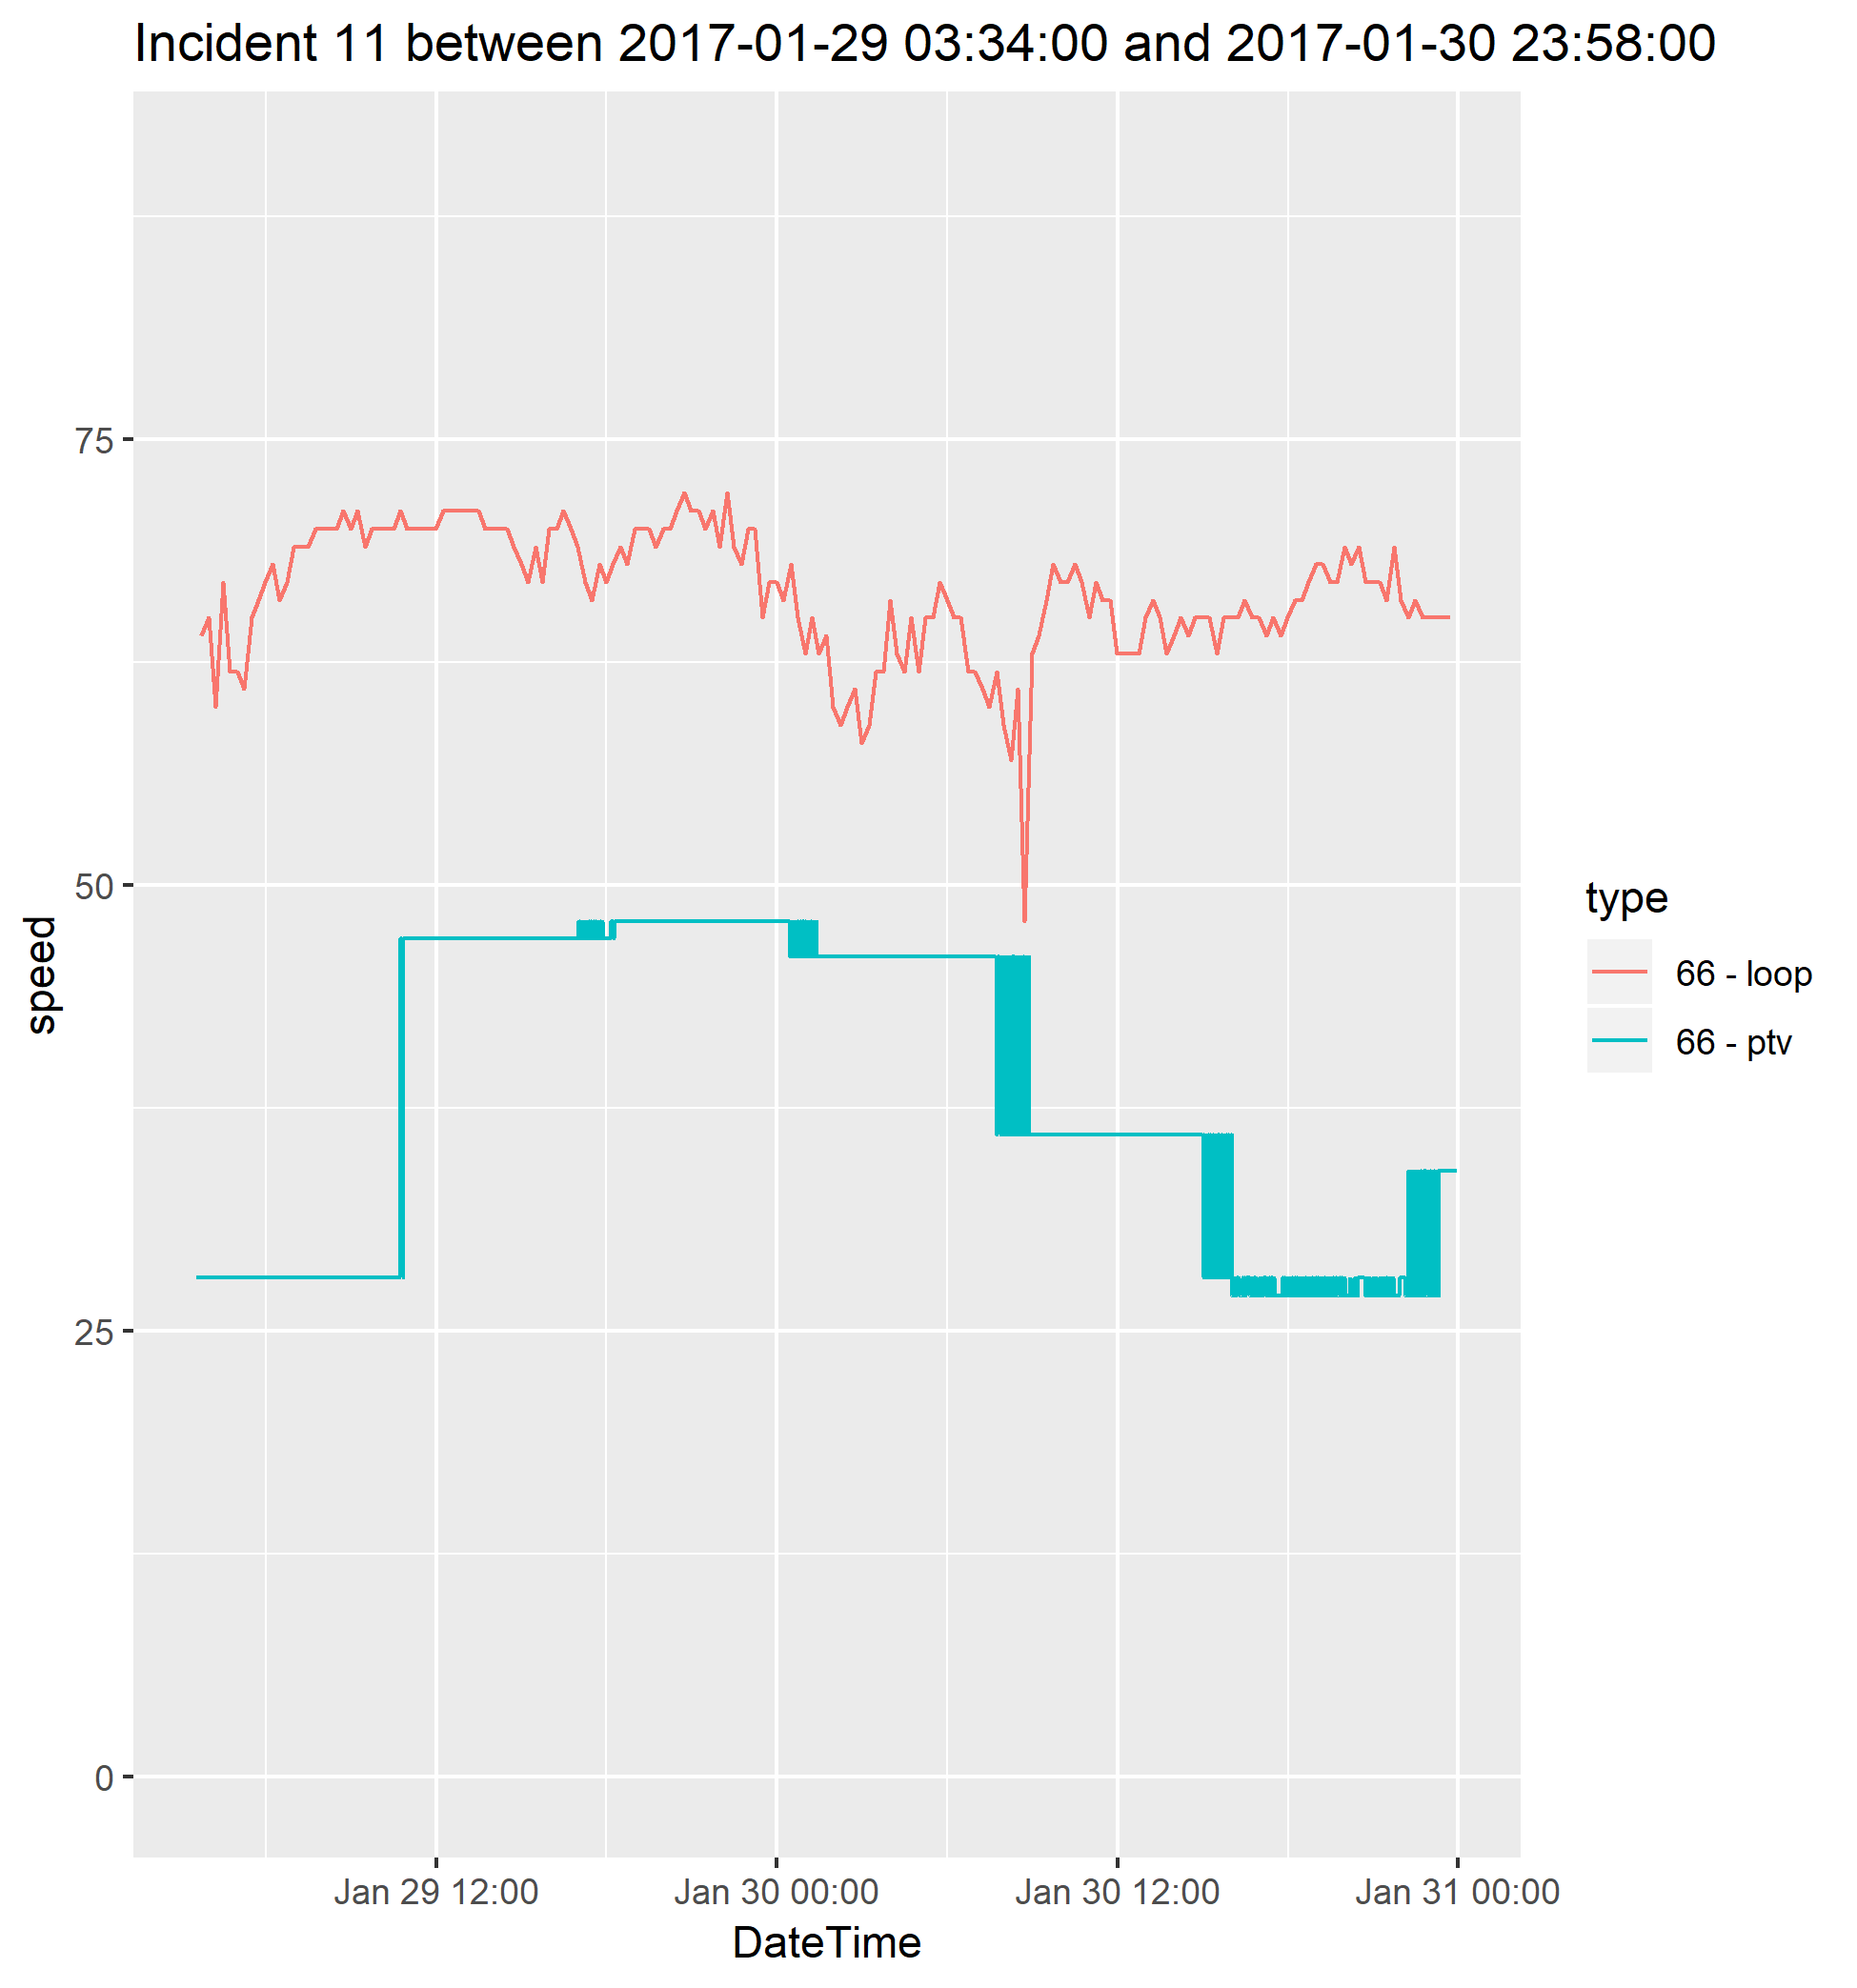 Incident 11 between 2017-01-29 03:34:00 and 2017-01-30 23:58:00
75
50
25
0
speed
Jan 29 12:00 Jan 30 00:00 Jan 30 12:00 Jan 31 00:00
DateTime
type
66 - loop
66 - ptv